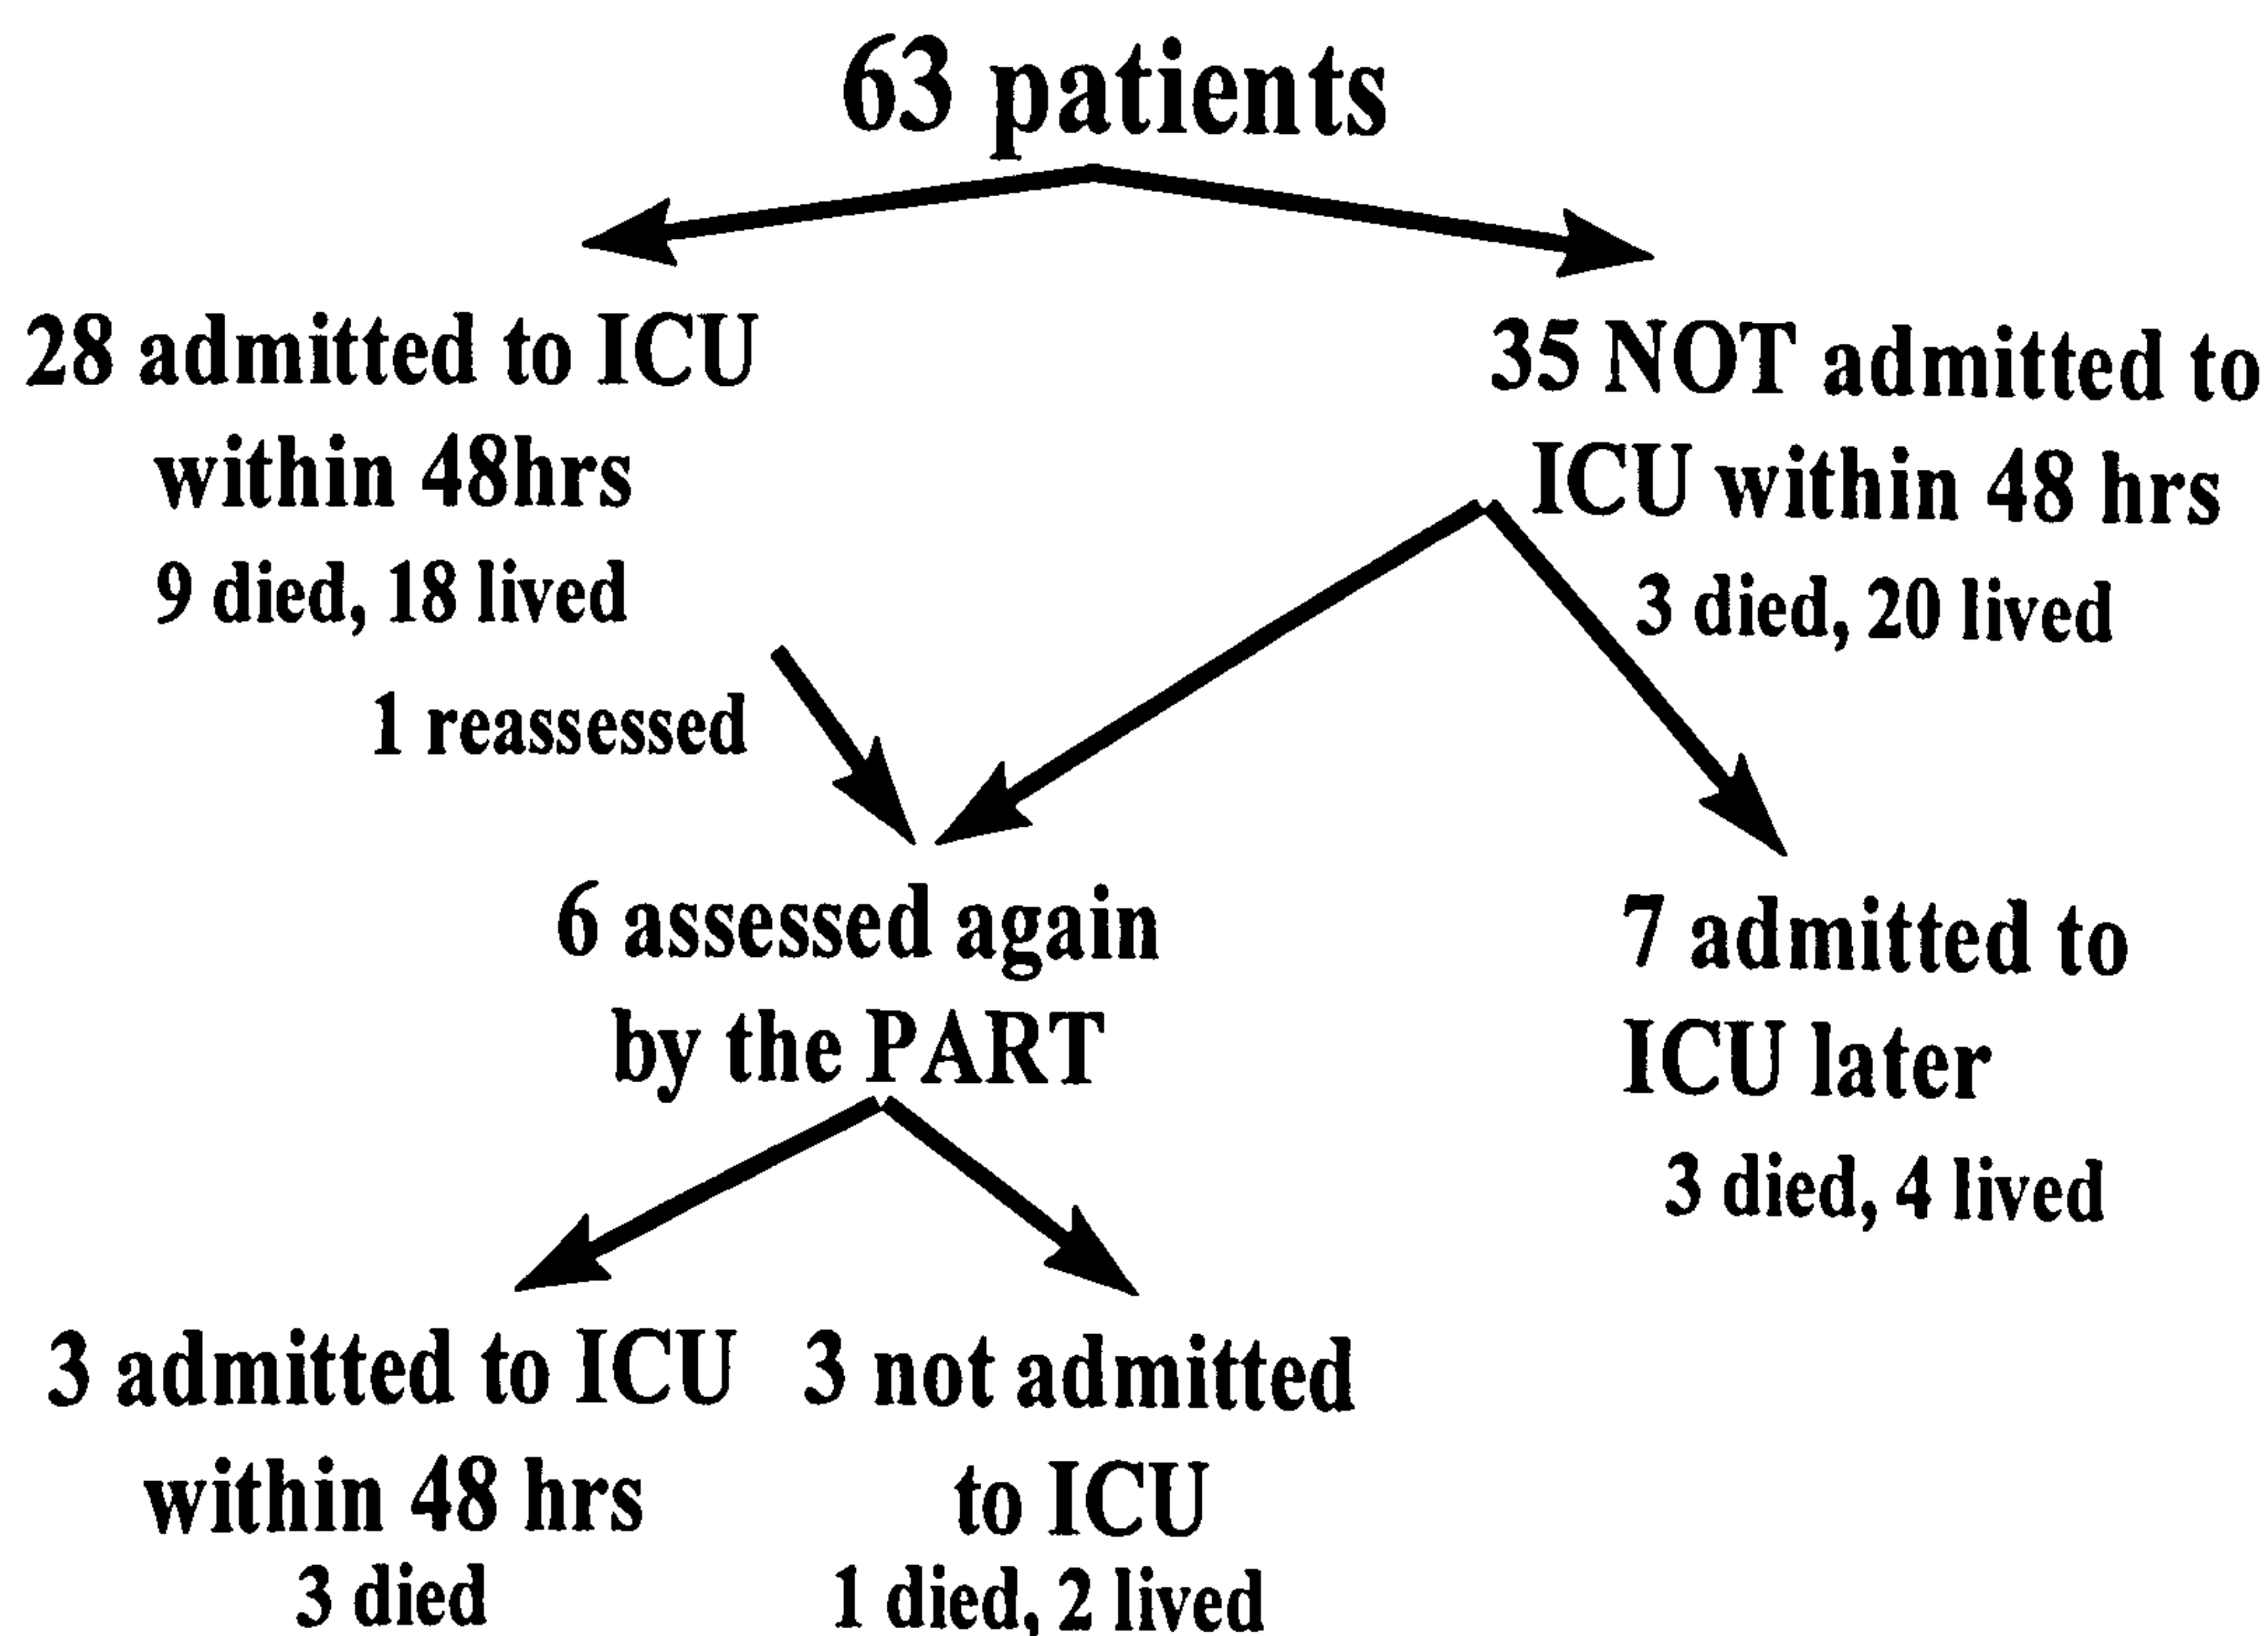 63 patients
28 admitted to ICU
within 48hrs
9 died, 18 lived
1 reassessed
35 NOT admitted to
ICU within 48 hrs
3 died, 20 lived
6 assessed again
by the PART
7 admitted to
ICU later
3 died, 4 lived
3 admitted to ICU
within 48 hrs
3 died
3 not admitted
to ICU
1 died, 2 lived